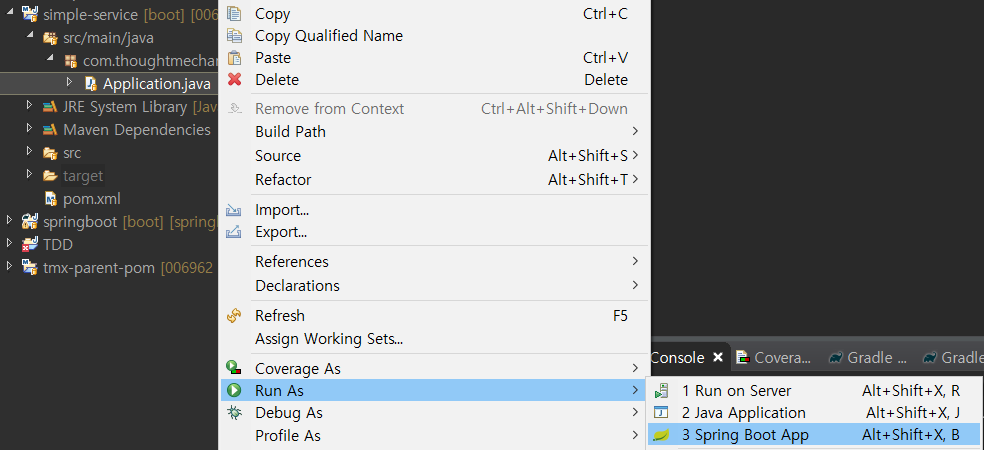 simple-service [boot] [006
src/main/java
com.thoughtmechar
Application.java
JRE System Library [Jav
Maven Dependencies
src
target
pom.xml
springboot [boot] [spring
TDD
tmx-parent-pom [006962
Copy Ctrl+C
Copy Qualified Name
Paste Ctrl+V
Delete Delete
Remove from Context Ctrl+Alt+Shift+Down
Build Path
Source Alt+Shift+S
Refactor Alt+Shift+T
Import...
Export...
References
Declarations
Refresh F5
Assign Working Sets...
Coverage As
Run As
Debug As
Profile As
Console Covera... Gradle ... Gradle
1 Run on Server Alt+Shift+X, R
2 Java Application Alt+Shift+X, J
3 Spring Boot App Alt+Shift+X, B